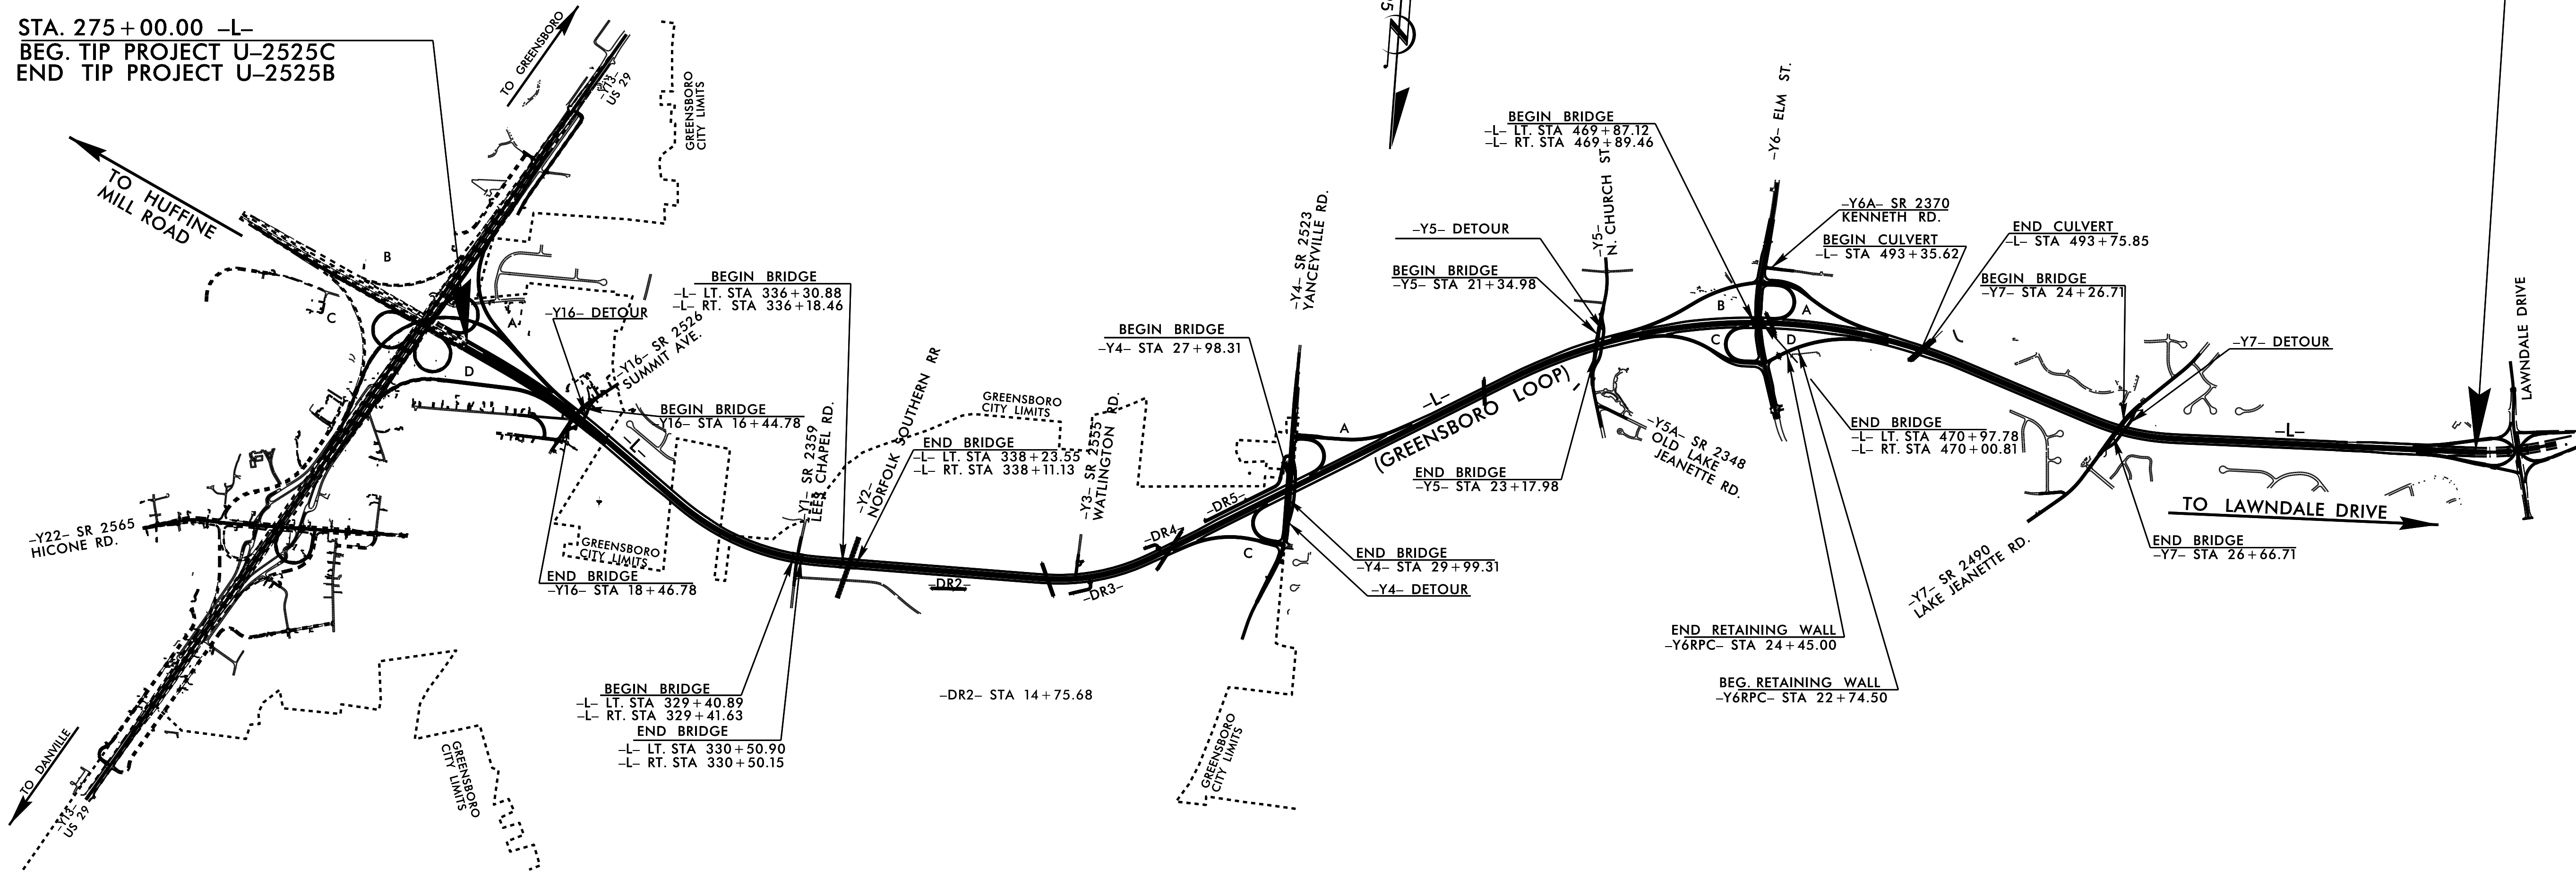 STA. 275+00.00 –L–
BEG. TIP PROJECT U–2525C
END TIP PROJECT U–2525B
TO GREENSBORO
–Y13–
US 29
GREENSBORO
CITY LIMITS
TO HUFFINE
MILL ROAD
B
C
A
D
–Y16– DETOUR
–Y16– SR 2526
SUMMIT AVE.
BEGIN BRIDGE
–L– LT. STA 336+30.88
–L– RT. STA 336+18.46
BEGIN BRIDGE
–Y16– STA 16+44.78
–L–
END BRIDGE
–Y16– STA 18+46.78
GREENSBORO
CITY LIMITS
–Y22– SR 2565
HICONE RD.
TO DANVILLE
–Y13–
US 29
GREENSBORO
CITY LIMITS
–Y1– SR 2359
LEES CHAPEL RD.
–Y2–
NORFOLK SOUTHERN RR
END BRIDGE
–L– LT. STA 338+23.55
–L– RT. STA 338+11.13
BEGIN BRIDGE
–L– LT. STA 329+40.89
–L– RT. STA 329+41.63
END BRIDGE
–L– LT. STA 330+50.90
–L– RT. STA 330+50.15
–DR2–
–DR2– STA 14+75.68
GREENSBORO
CITY LIMITS
–Y3– SR 2555
WATLINGTON RD.
–DR3–
–DR4–
–DR5–
BEGIN BRIDGE
–Y4– STA 27+98.31
–Y4– SR 2523
YANCEYVILLE RD.
A
C
END BRIDGE
–Y4– STA 29+99.31
–Y4– DETOUR
GREENSBORO
CITY LIMITS
–L–
(GREENSBORO LOOP)
–Y5– DETOUR
BEGIN BRIDGE
–Y5– STA 21+34.98
END BRIDGE
–Y5– STA 23+17.98
–Y5–
N. CHURCH ST.
–Y5A– SR 2348
OLD LAKE
JEANETTE RD.
BEGIN BRIDGE
–L– LT. STA 469+87.12
–L– RT. STA 469+89.46
–Y6– ELM ST.
–Y6A– SR 2370
KENNETH RD.
B
A
C
D
BEGIN CULVERT
–L– STA 493+35.62
END CULVERT
–L– STA 493+75.85
BEGIN BRIDGE
–Y7– STA 24+26.71
–Y7– DETOUR
END BRIDGE
–L– LT. STA 470+97.78
–L– RT. STA 470+00.81
END RETAINING WALL
–Y6RPC– STA 24+45.00
BEG. RETAINING WALL
–Y6RPC– STA 22+74.50
–Y7– SR 2490
LAKE JEANETTE RD.
END BRIDGE
–Y7– STA 26+66.71
–L–
TO LAWNDALE DRIVE
LAWNDALE DRIVE